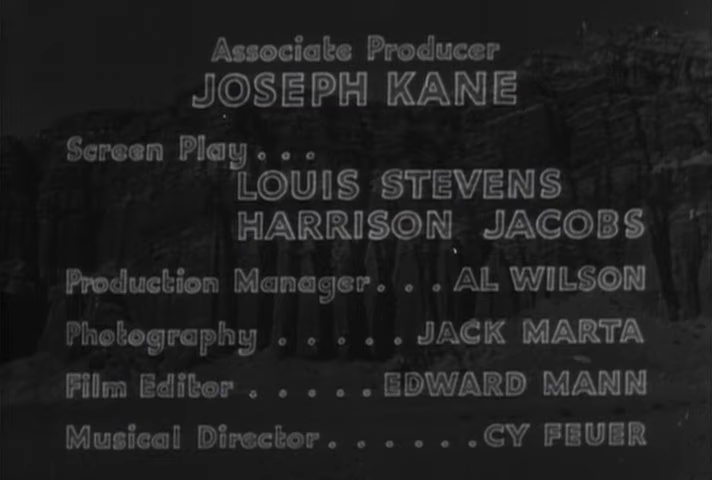 Associate Producer
JOSEPH KANE
Screen Play . . .
LOUIS STEVENS
HARRISON JACOBS
Production Manager . . . AL WILSON
Photography . . . . . JACK MARTA
Film Editor . . . . . EDWARD MANN
Musical Director . . . . . . . CY FEUER